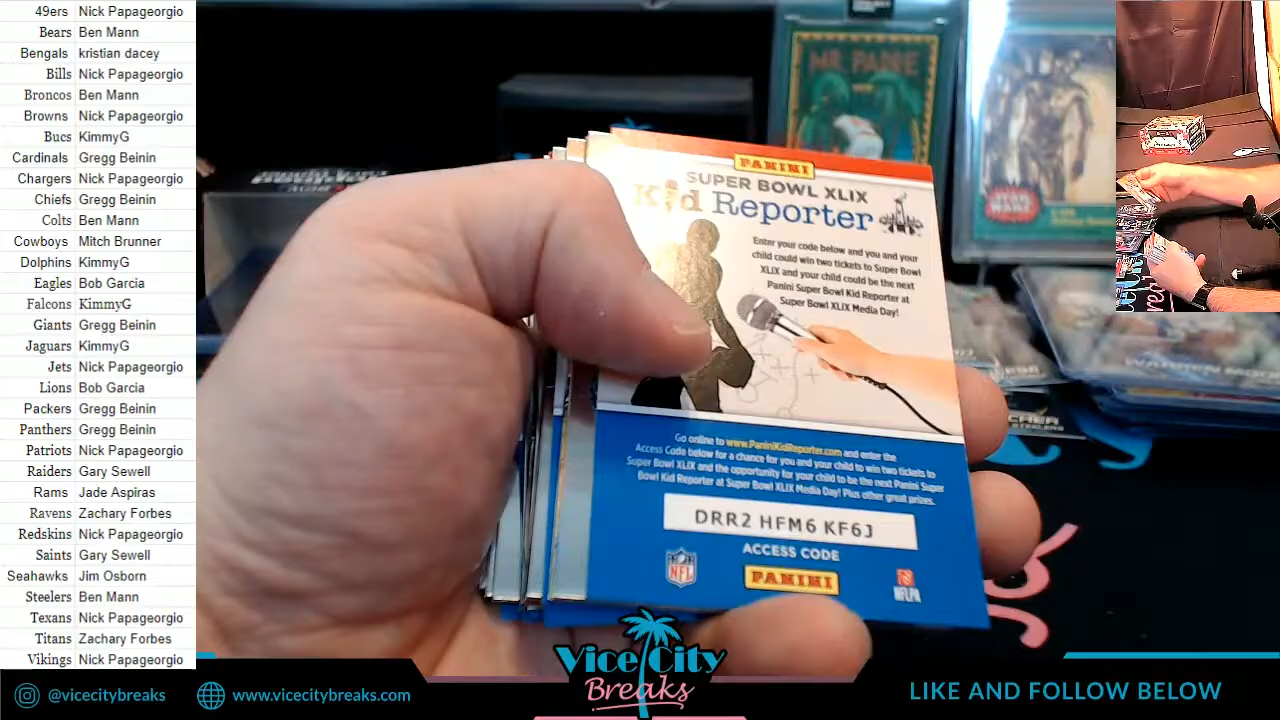 49ers Nick Papageorgio
Bears Ben Mann
Bengals kristian dacey
Bills Nick Papageorgio
Broncos Ben Mann
Browns Nick Papageorgio
Bucs KimmyG
Cardinals Gregg Beinin
Chargers Nick Papageorgio
Chiefs Gregg Beinin
Colts Ben Mann
Cowboys Mitch Brunner
Dolphins KimmyG
Eagles Bob Garcia
Falcons KimmyG
Giants Gregg Beinin
Jaguars KimmyG
Jets Nick Papageorgio
Lions Bob Garcia
Packers Gregg Beinin
Panthers Gregg Beinin
Patriots Nick Papageorgio
Raiders Gary Sewell
Rams Jade Aspiras
Ravens Zachary Forbes
Redskins Nick Papageorgio
Saints Gary Sewell
Seahawks Jim Osborn
Steelers Ben Mann
Texans Nick Papageorgio
Titans Zachary Forbes
Vikings Nick Papageorgio
MR. PANIE
STAR WARS
PANINI
SUPER BOWL XLIX
Kid Reporter
Enter your code below and you and your
child could win two tickets to Super Bowl
XLIX and your child could be the next
Panini Super Bowl Kid Reporter at
Super Bowl XLIX Media Day!
Go online to www.PaniniKidReporter.com and enter the
Access Code below for a chance for you and your child to win two tickets to
Super Bowl XLIX and the opportunity for your child to be the next Panini Super
Bowl Kid Reporter at Super Bowl XLIX Media Day! Plus other great prizes.
DRR2 HFM6 KF6J
ACCESS CODE
NFL
PANINI
NFLPA
STEELERS
Vice City
Breaks
@vicecitybreaks
www.vicecitybreaks.com
LIKE AND FOLLOW BELOW